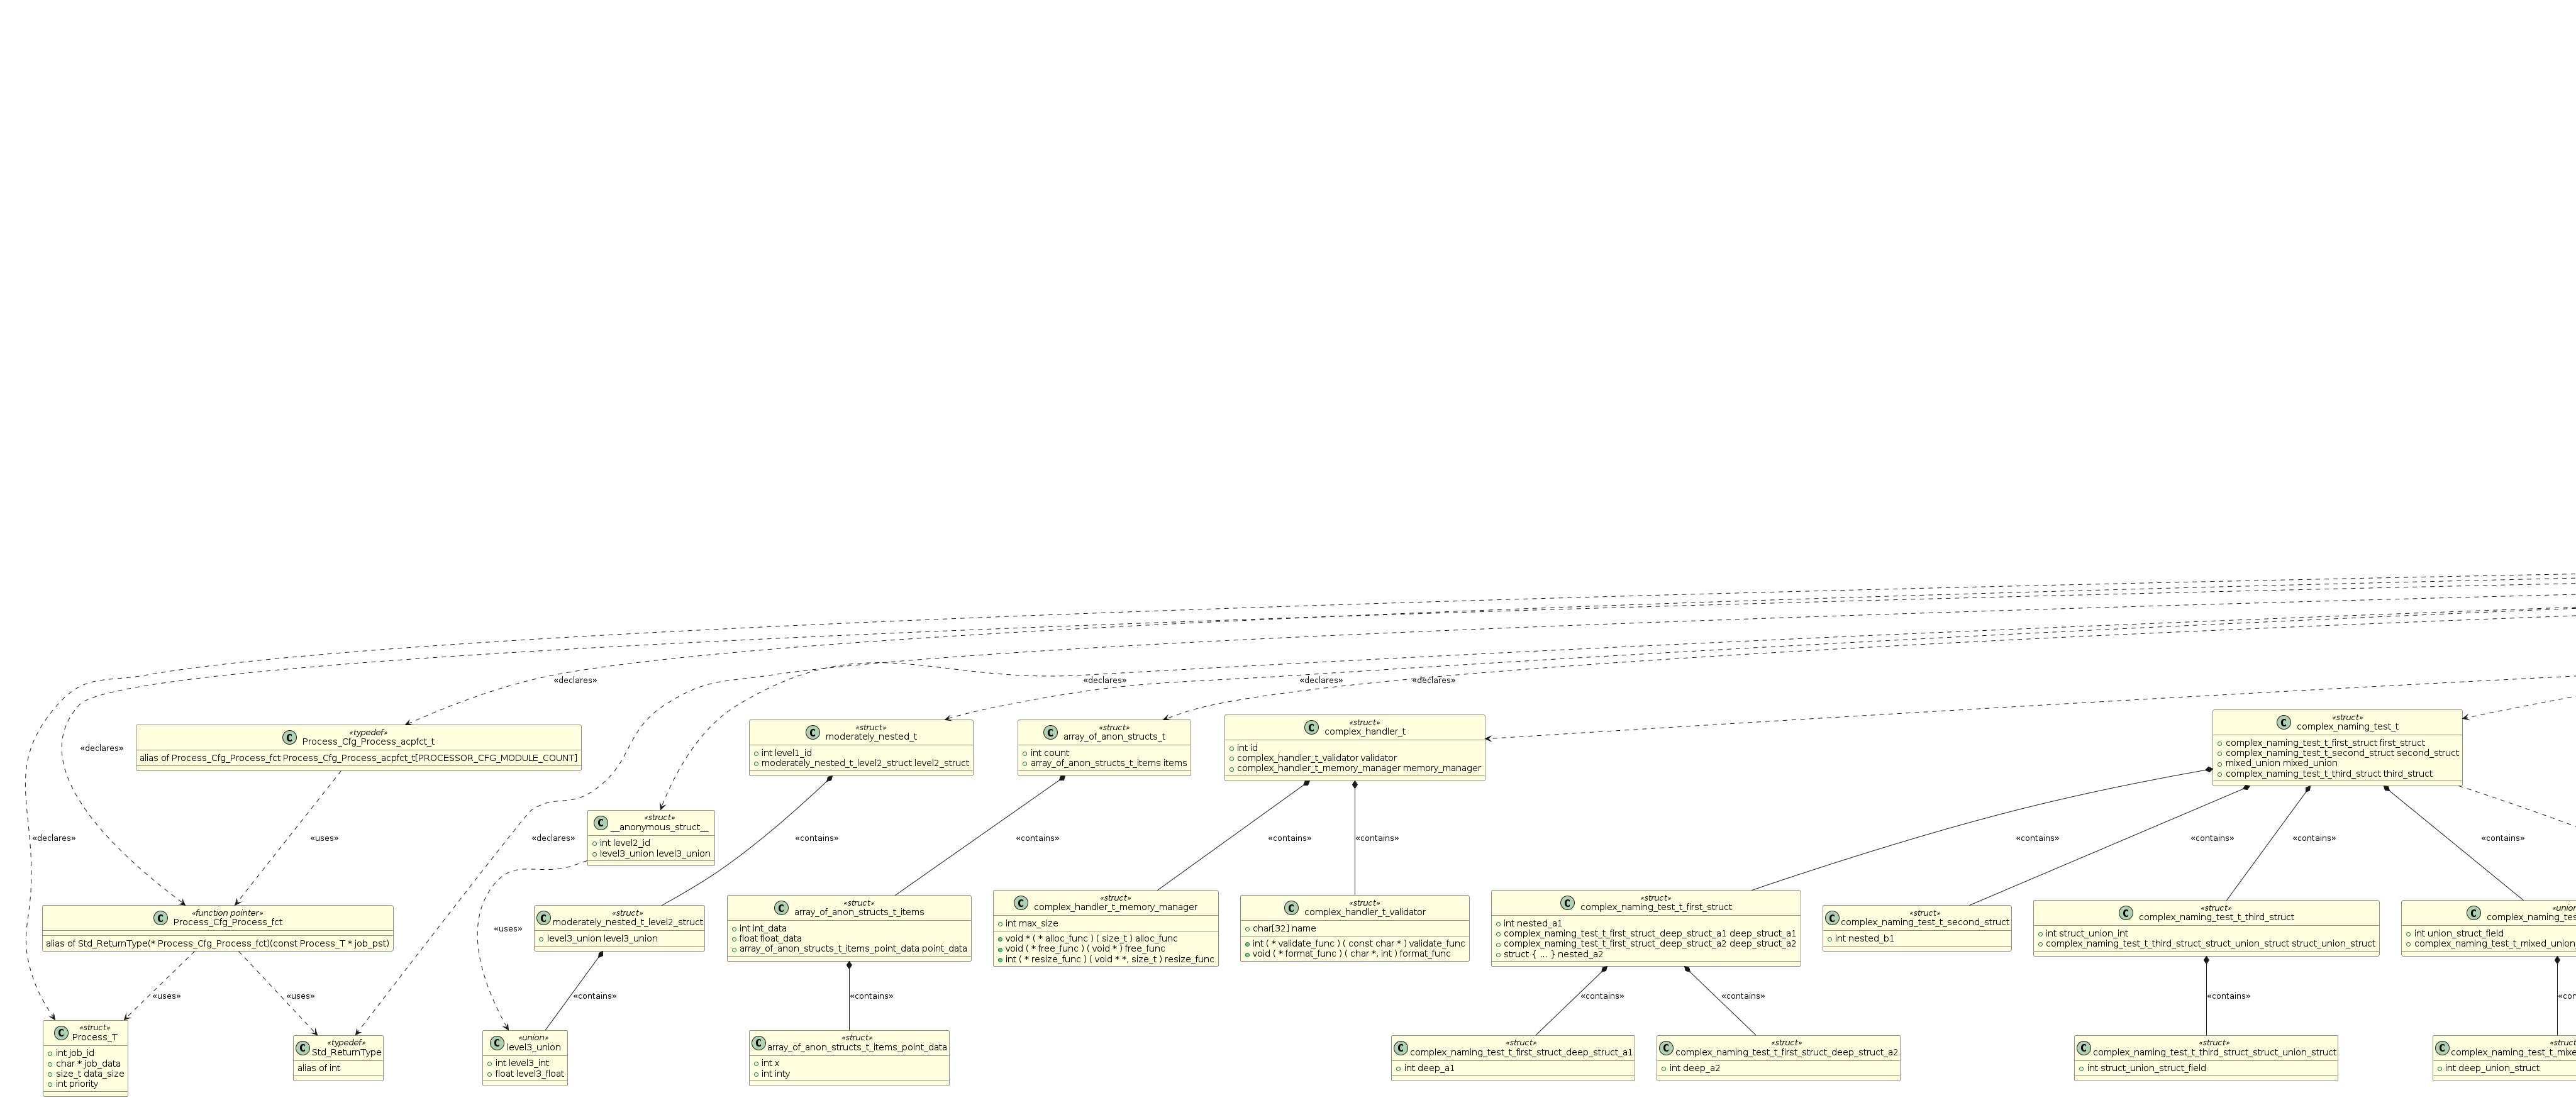 «declares»
«declares»
«declares»
«struct»
complex_naming_test_t
complex_naming_test_t_first_struct first_struct
complex_naming_test_t_second_struct second_struct
mixed_union mixed_union
complex_naming_test_t_third_struct third_struct
«struct»
complex_handler_t
int id
complex_handler_t_validator validator
complex_handler_t_memory_manager memory_manager
«struct»
moderately_nested_t
int level1_id
moderately_nested_t_level2_struct level2_struct
«struct»
array_of_anon_structs_t
int count
array_of_anon_structs_t_items items
«typedef»
Process_Cfg_Process_acpfct_t
alias of Process_Cfg_Process_fct Process_Cfg_Process_acpfct_t[PROCESSOR_CFG_MODULE_COUNT]
«declares»
«struct»
__anonymous_struct__
int level2_id
level3_union level3_union
«declares»
«uses»
«declares»
«contains»
«contains»
«contains»
«contains»
«contains»
«contains»
«contains»
«contains»
«function pointer»
Process_Cfg_Process_fct
alias of Std_ReturnType(* Process_Cfg_Process_fct)(const Process_T * job_pst)
«uses»
«struct»
moderately_nested_t_level2_struct
level3_union level3_union
«struct»
array_of_anon_structs_t_items
int int_data
float float_data
array_of_anon_structs_t_items_point_data point_data
«struct»
complex_handler_t_memory_manager
int max_size
void * ( * alloc_func ) ( size_t ) alloc_func
void ( * free_func ) ( void * ) free_func
int ( * resize_func ) ( void * *, size_t ) resize_func
«struct»
complex_handler_t_validator
char[32] name
int ( * validate_func ) ( const char * ) validate_func
void ( * format_func ) ( char *, int ) format_func
«struct»
complex_naming_test_t_first_struct
int nested_a1
complex_naming_test_t_first_struct_deep_struct_a1 deep_struct_a1
complex_naming_test_t_first_struct_deep_struct_a2 deep_struct_a2
struct { ... } nested_a2
«struct»
complex_naming_test_t_second_struct
int nested_b1
«struct»
complex_naming_test_t_third_struct
int struct_union_int
complex_naming_test_t_third_struct_struct_union_struct struct_union_struct
«union
complex_naming_tes
int union_struct_field
complex_naming_test_t_mixed_union_
«uses»
«uses»
«contains»
«contains»
«contains»
«contains»
«contains»
«con
«struct»
Process_T
int job_id
char * job_data
size_t data_size
int priority
«typedef»
Std_ReturnType
alias of int
«union»
level3_union
int level3_int
float level3_float
«struct»
array_of_anon_structs_t_items_point_data
int x
int inty
«struct»
complex_naming_test_t_first_struct_deep_struct_a1
int deep_a1
«struct»
complex_naming_test_t_first_struct_deep_struct_a2
int deep_a2
«struct»
complex_naming_test_t_third_struct_struct_union_struct
int struct_union_struct_field
«struct
complex_naming_test_t_mixe
int deep_union_struct